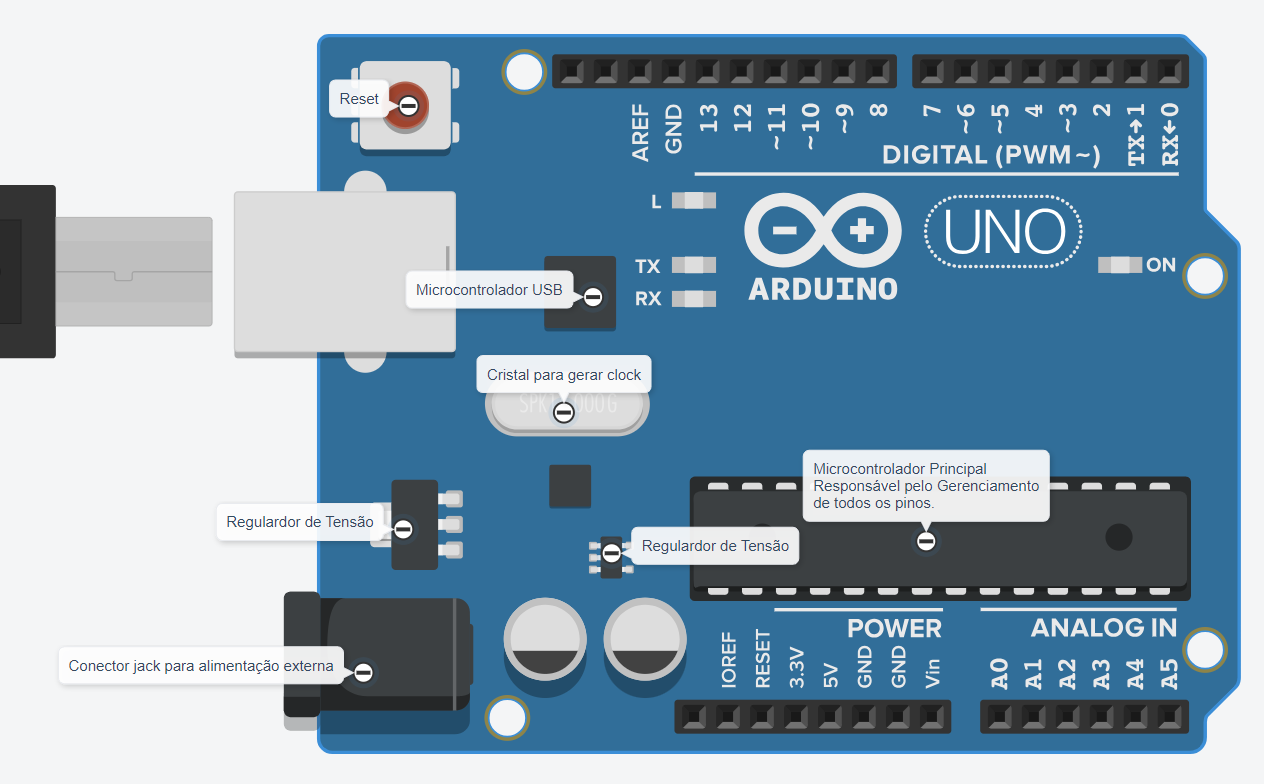 Reset
AREF
GND
13
12
~11
~10
~9
8
7
~6
~5
4
~3
2
TX→1
RX←0
DIGITAL (PWM ~)
L
TX
RX
ARDUINO
UNO
ON
Microcontrolador USB
Cristal para gerar clock
Microcontrolador Principal
Responsável pelo Gerenciamento
de todos os pinos.
Regulardor de Tensão
Regulardor de Tensão
Conector jack para alimentação externa
POWER
ANALOG IN
IOREF
RESET
3.3V
5V
GND
GND
Vin
A0
A1
A2
A3
A4
A5